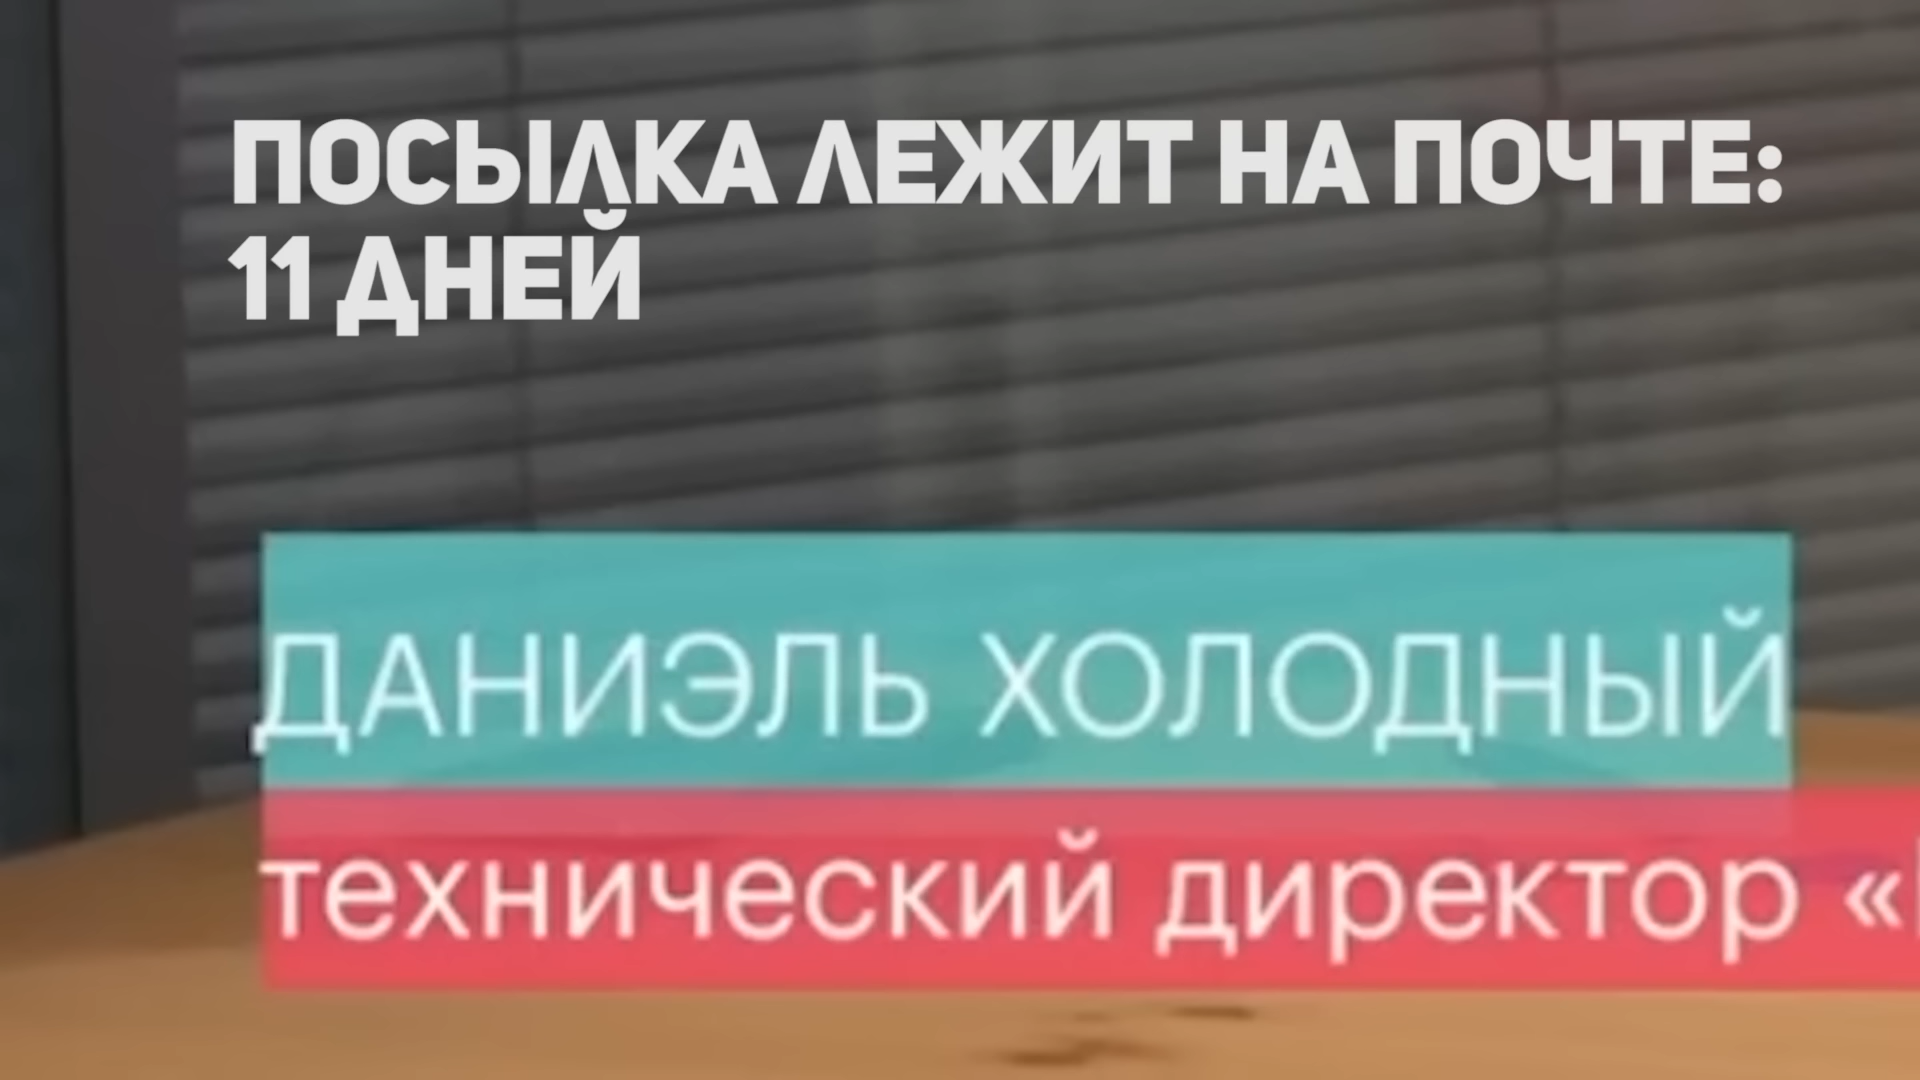 ПОСЫЛКА ЛЕЖИТ НА ПОЧТЕ:
11 ДНЕЙ
ДАНИЭЛЬ ХОЛОДНЫЙ
технический директор «